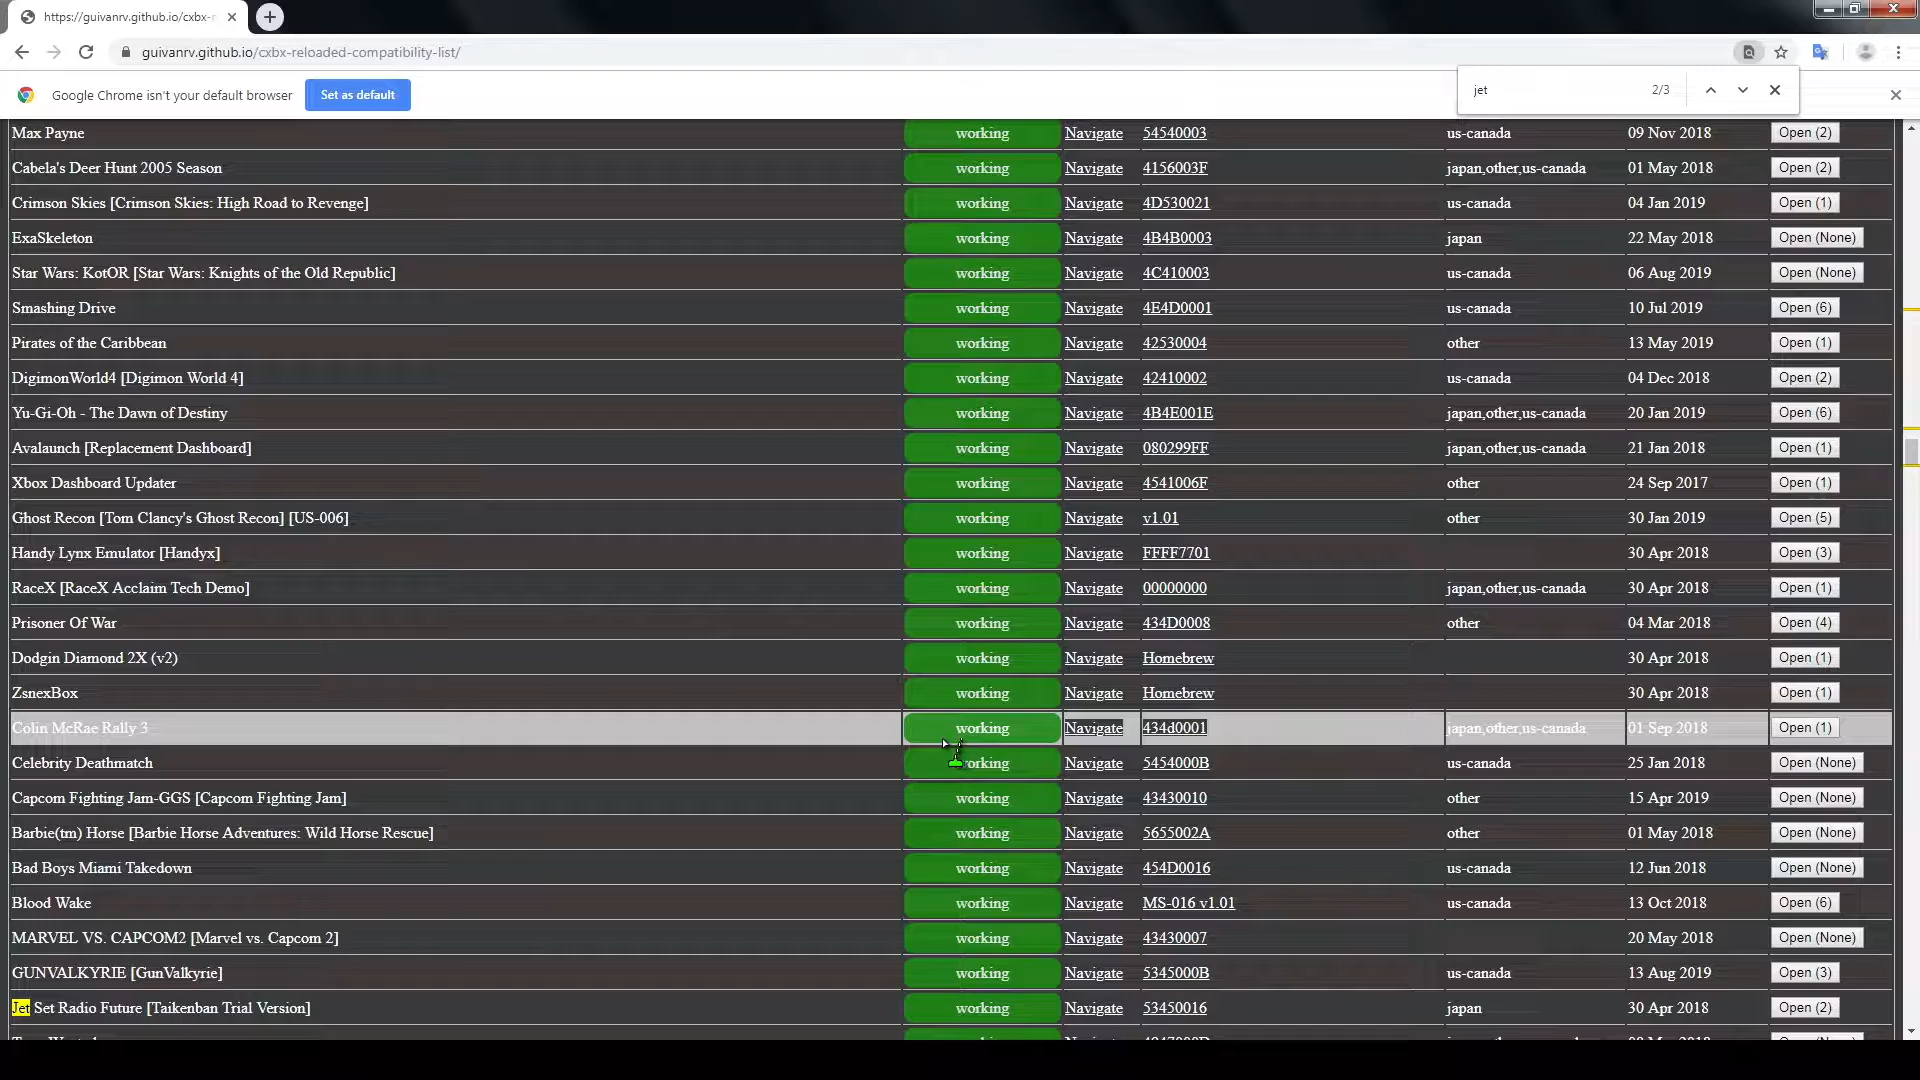 https://guivanrv.github.io/cxbx-r
guivanrv.github.io/cxbx-reloaded-compatibility-list/
Google Chrome isn't your default browser Set as default
jet 2/3
Max Payne working Navigate 54540003 us-canada 09 Nov 2018 Open (2)
Cabela's Deer Hunt 2005 Season working Navigate 4156003F japan,other,us-canada 01 May 2018 Open (2)
Crimson Skies [Crimson Skies: High Road to Revenge] working Navigate 4D530021 us-canada 04 Jan 2019 Open (1)
ExaSkeleton working Navigate 4B4B0003 japan 22 May 2018 Open (None)
Star Wars: KotOR [Star Wars: Knights of the Old Republic] working Navigate 4C410003 us-canada 06 Aug 2019 Open (None)
Smashing Drive working Navigate 4E4D0001 us-canada 10 Jul 2019 Open (6)
Pirates of the Caribbean working Navigate 42530004 other 13 May 2019 Open (1)
DigimonWorld4 [Digimon World 4] working Navigate 42410002 us-canada 04 Dec 2018 Open (2)
Yu-Gi-Oh - The Dawn of Destiny working Navigate 4B4E001E japan,other,us-canada 20 Jan 2019 Open (6)
Avalaunch [Replacement Dashboard] working Navigate 080299FF japan,other,us-canada 21 Jan 2018 Open (1)
Xbox Dashboard Updater working Navigate 4541006F other 24 Sep 2017 Open (1)
Ghost Recon [Tom Clancy's Ghost Recon] [US-006] working Navigate v1.01 other 30 Jan 2019 Open (5)
Handy Lynx Emulator [Handyx] working Navigate FFFF7701 30 Apr 2018 Open (3)
RaceX [RaceX Acclaim Tech Demo] working Navigate 00000000 japan,other,us-canada 30 Apr 2018 Open (1)
Prisoner Of War working Navigate 434D0008 other 04 Mar 2018 Open (4)
Dodgin Diamond 2X (v2) working Navigate Homebrew 30 Apr 2018 Open (1)
ZsnexBox working Navigate Homebrew 30 Apr 2018 Open (1)
Colin McRae Rally 3 working Navigate 434d0001 japan,other,us-canada 01 Sep 2018 Open (1)
Celebrity Deathmatch working Navigate 5454000B us-canada 25 Jan 2018 Open (None)
Capcom Fighting Jam-GGS [Capcom Fighting Jam] working Navigate 43430010 other 15 Apr 2019 Open (None)
Barbie(tm) Horse [Barbie Horse Adventures: Wild Horse Rescue] working Navigate 5655002A other 01 May 2018 Open (None)
Bad Boys Miami Takedown working Navigate 454D0016 us-canada 12 Jun 2018 Open (None)
Blood Wake working Navigate MS-016 v1.01 us-canada 13 Oct 2018 Open (6)
MARVEL VS. CAPCOM2 [Marvel vs. Capcom 2] working Navigate 43430007 20 May 2018 Open (None)
GUNVALKYRIE [GunValkyrie] working Navigate 5345000B us-canada 13 Aug 2019 Open (3)
Jet Set Radio Future [Taikenban Trial Version] working Navigate 53450016 japan 30 Apr 2018 Open (2)